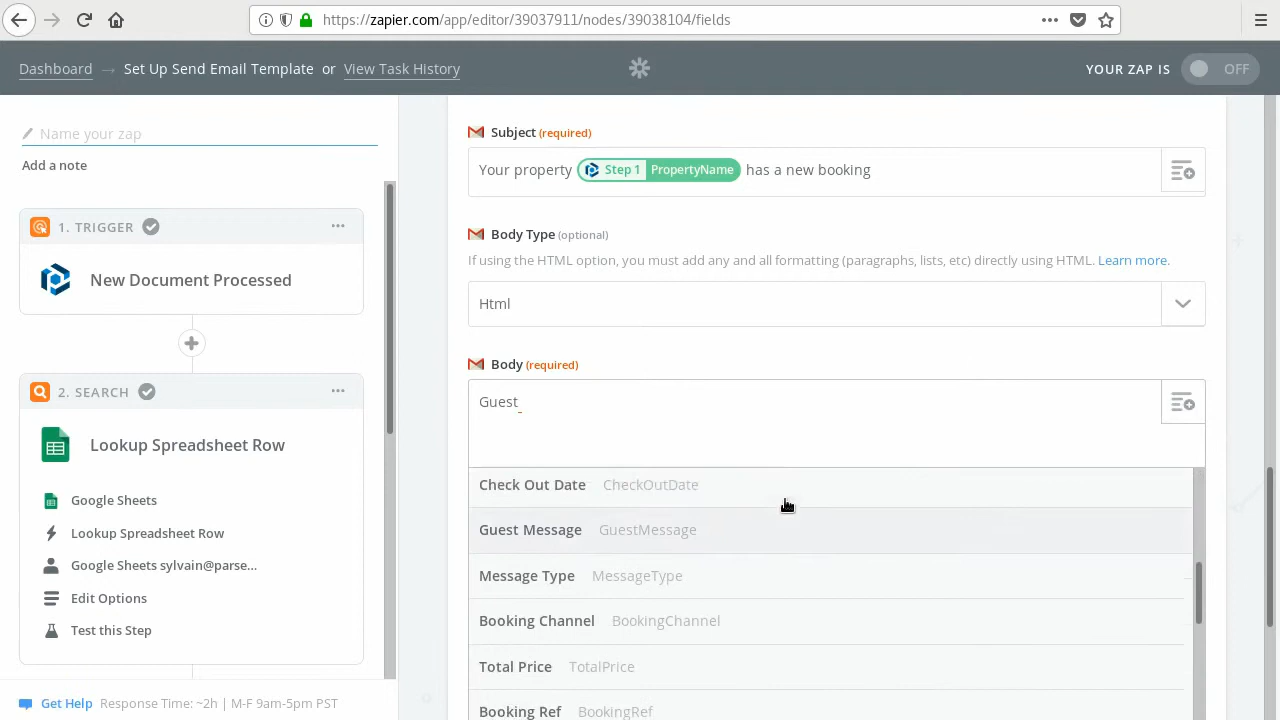 https://zapier.com/app/editor/39037911/nodes/39038104/fields
Dashboard → Set Up Send Email Template or View Task History
YOUR ZAP IS OFF
Name your zap
Add a note
1. TRIGGER
New Document Processed
2. SEARCH
Lookup Spreadsheet Row
Google Sheets
Lookup Spreadsheet Row
Google Sheets sylvain@parse...
Edit Options
Test this Step
Get Help Response Time: ~2h | M-F 9am-5pm PST
Subject (required)
Your property Step 1 PropertyName has a new booking
Body Type (optional)
If using the HTML option, you must add any and all formatting (paragraphs, lists, etc) directly using HTML. Learn more.
Html
Body (required)
Guest
Check Out Date CheckOutDate
Guest Message GuestMessage
Message Type MessageType
Booking Channel BookingChannel
Total Price TotalPrice
Booking Ref BookingRef